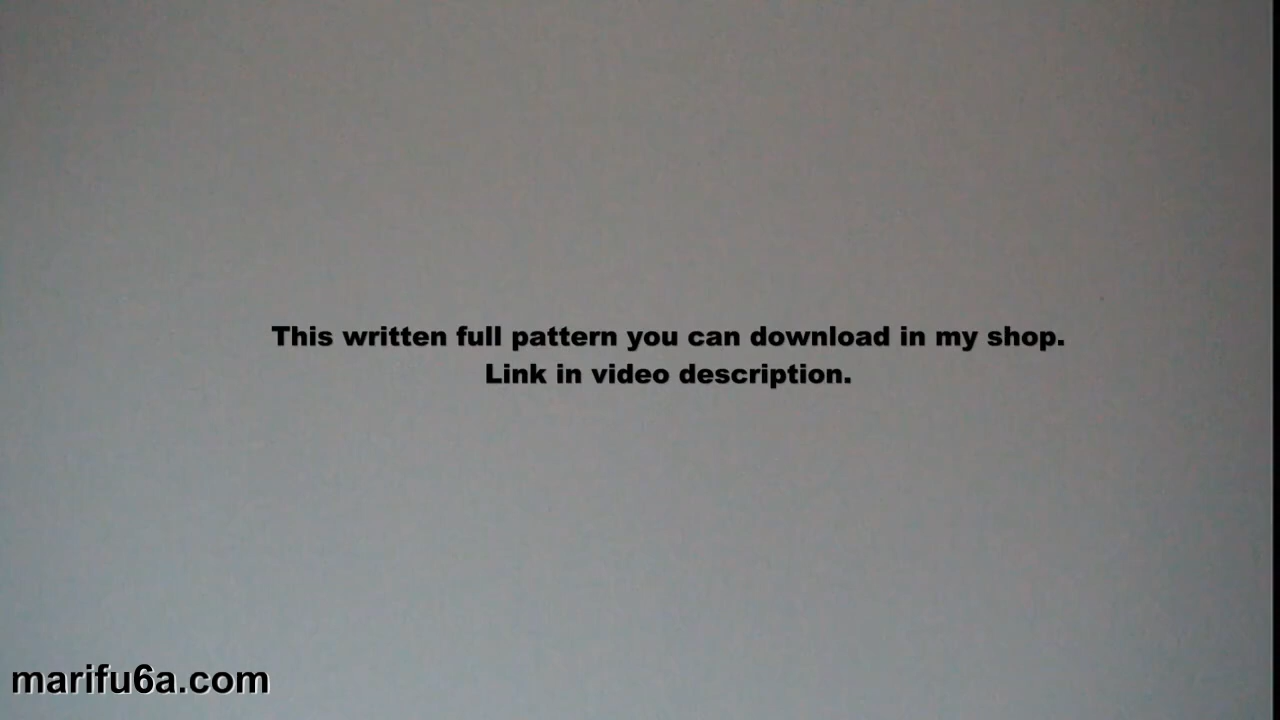 This written full pattern you can download in my shop.
Link in video description.
marifu6a.com